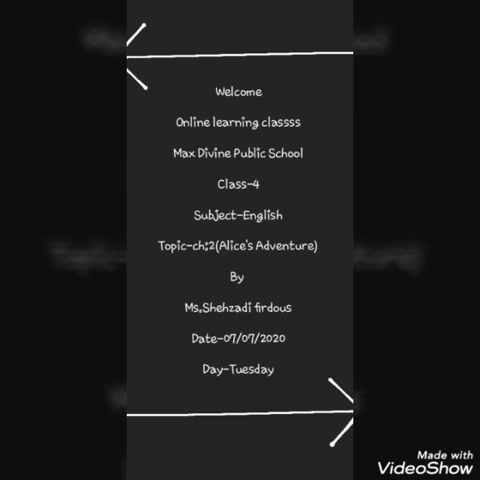 Welcome
Online learning classss
Max Divine Public School
Class-4
Subject-English
Topic-ch:2(Alice's Adventure)
By
Ms.Shehzadi firdous
Date-07/07/2020
Day-Tuesday
Made with
VideoShow